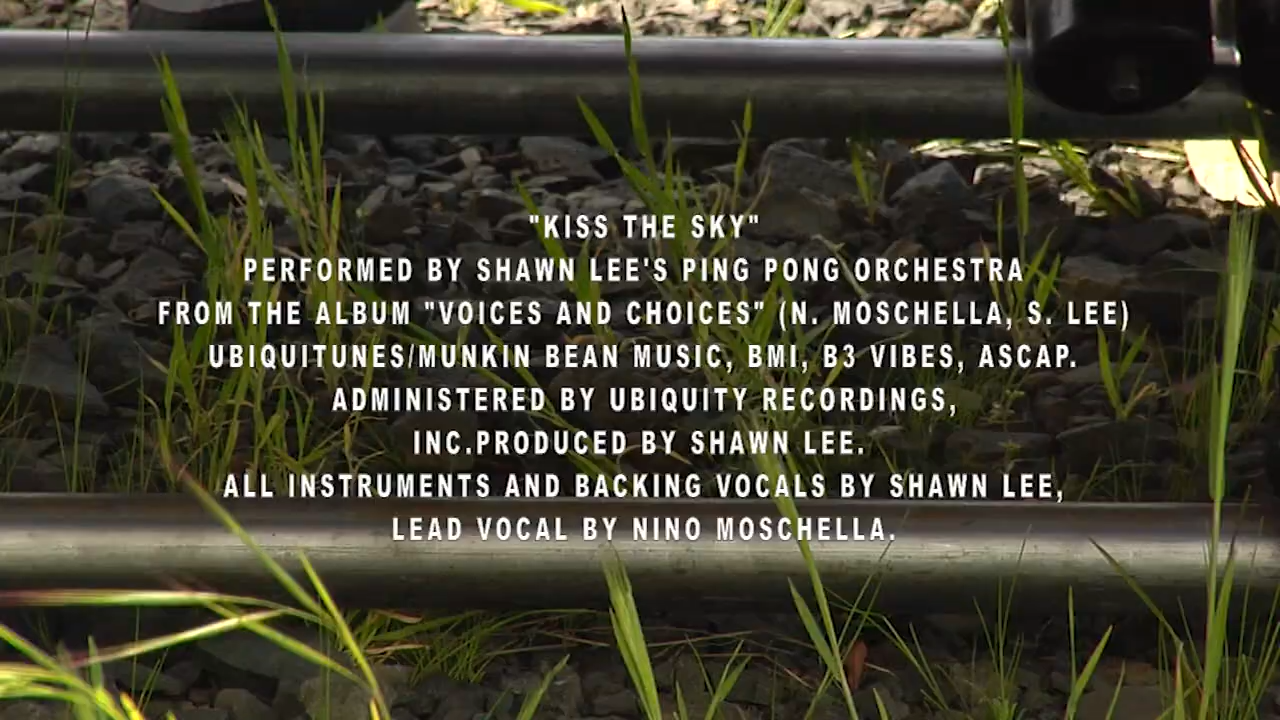 "KISS THE SKY"
PERFORMED BY SHAWN LEE'S PING PONG ORCHESTRA
FROM THE ALBUM "VOICES AND CHOICES" (N. MOSCHELLA, S. LEE)
UBIQUITUNES/MUNKIN BEAN MUSIC, BMI, B3 VIBES, ASCAP.
ADMINISTERED BY UBIQUITY RECORDINGS,
INC.PRODUCED BY SHAWN LEE.
ALL INSTRUMENTS AND BACKING VOCALS BY SHAWN LEE,
LEAD VOCAL BY NINO MOSCHELLA.